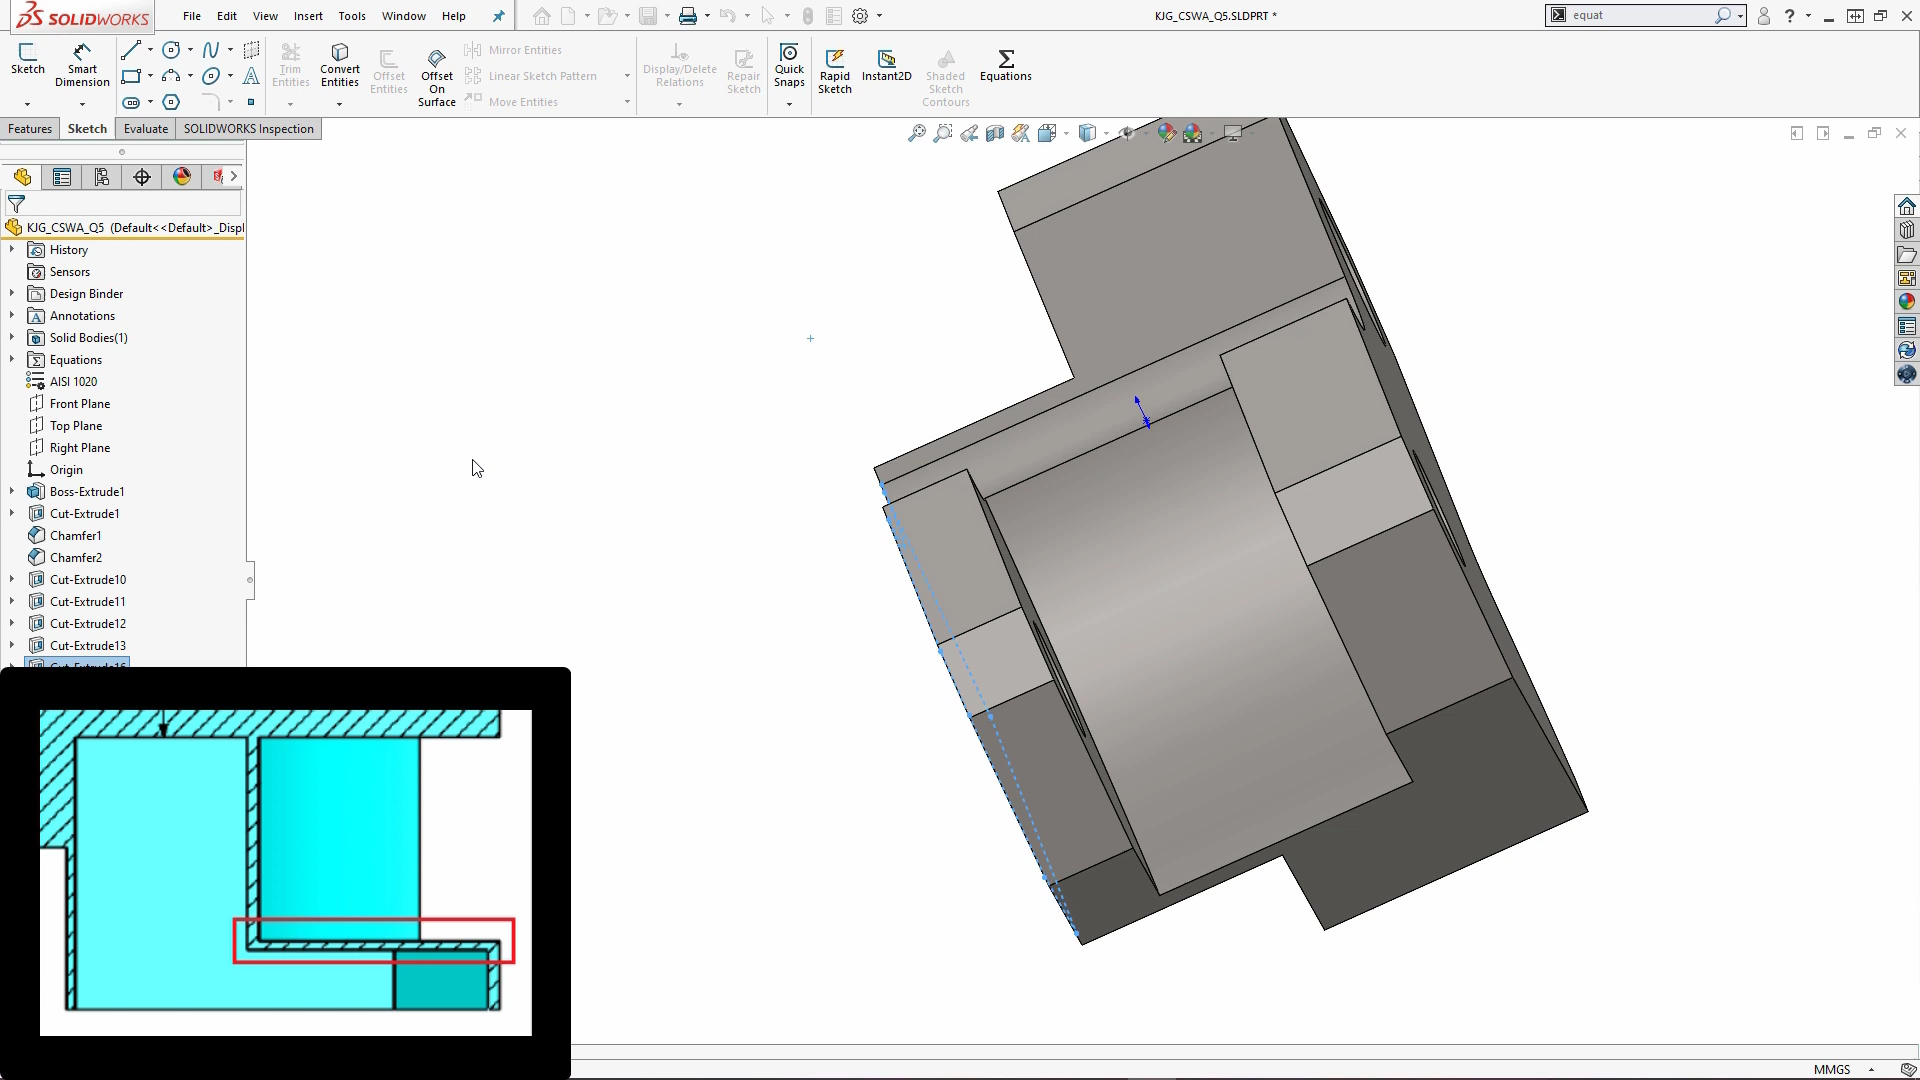 SOLIDWORKS File Edit View Insert Tools Window Help KJG_CSWA_Q5.SLDPRT * equat ?
Sketch Smart Dimension Trim Entities Convert Entities Offset Entities Offset On Surface Mirror Entities Linear Sketch Pattern Move Entities Display/Delete Relations Repair Sketch Quick Snaps Rapid Sketch Instant2D Shaded Sketch Contours Equations
Features Sketch Evaluate SOLIDWORKS Inspection
KJG_CSWA_Q5 (Default<<Default>_Displ
History
Sensors
Design Binder
Annotations
Solid Bodies(1)
Equations
AISI 1020
Front Plane
Top Plane
Right Plane
Origin
Boss-Extrude1
Cut-Extrude1
Chamfer1
Chamfer2
Cut-Extrude10
Cut-Extrude11
Cut-Extrude12
Cut-Extrude13
MMGS